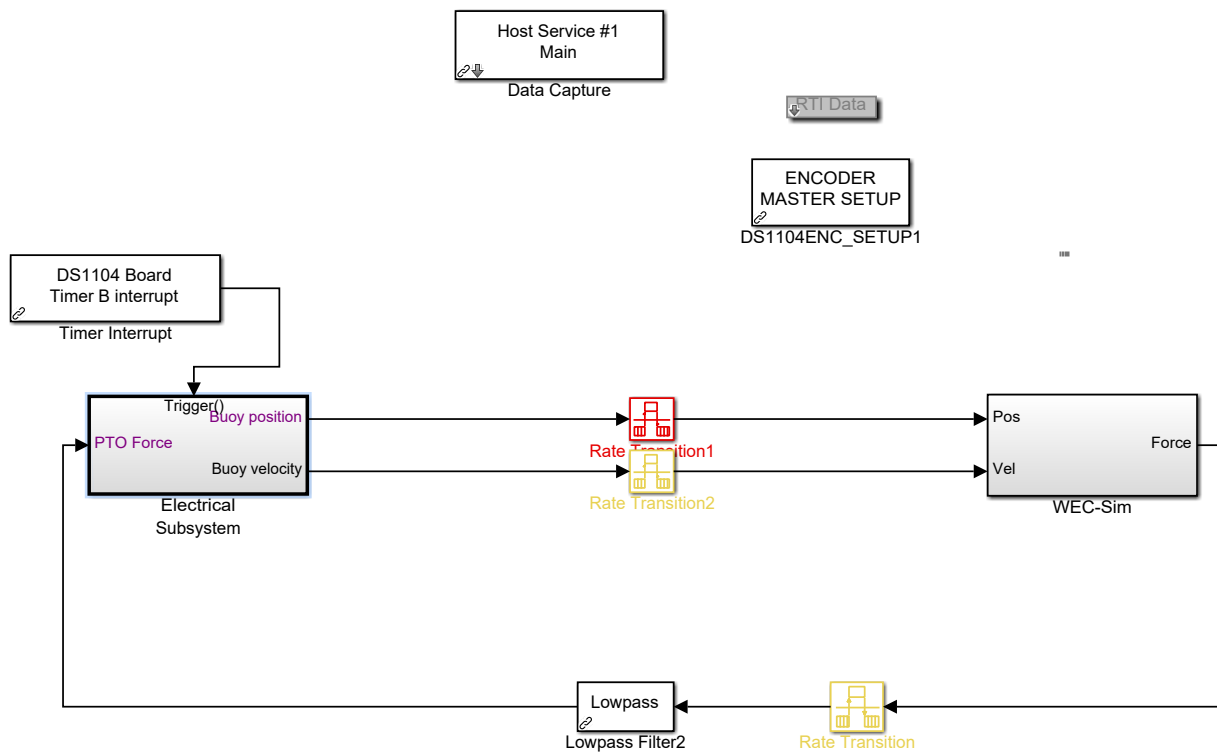 Host Service #1
Main
Data Capture
RTI Data
ENCODER
MASTER SETUP
DS1104ENC_SETUP1
DS1104 Board
Timer B interrupt
Timer Interrupt
Trigger()
Buoy position
PTO Force
Buoy velocity
Electrical
Subsystem
Rate Transition1
Rate Transition2
Pos
Vel
Force
WEC-Sim
Lowpass
Lowpass Filter2
Rate Transition